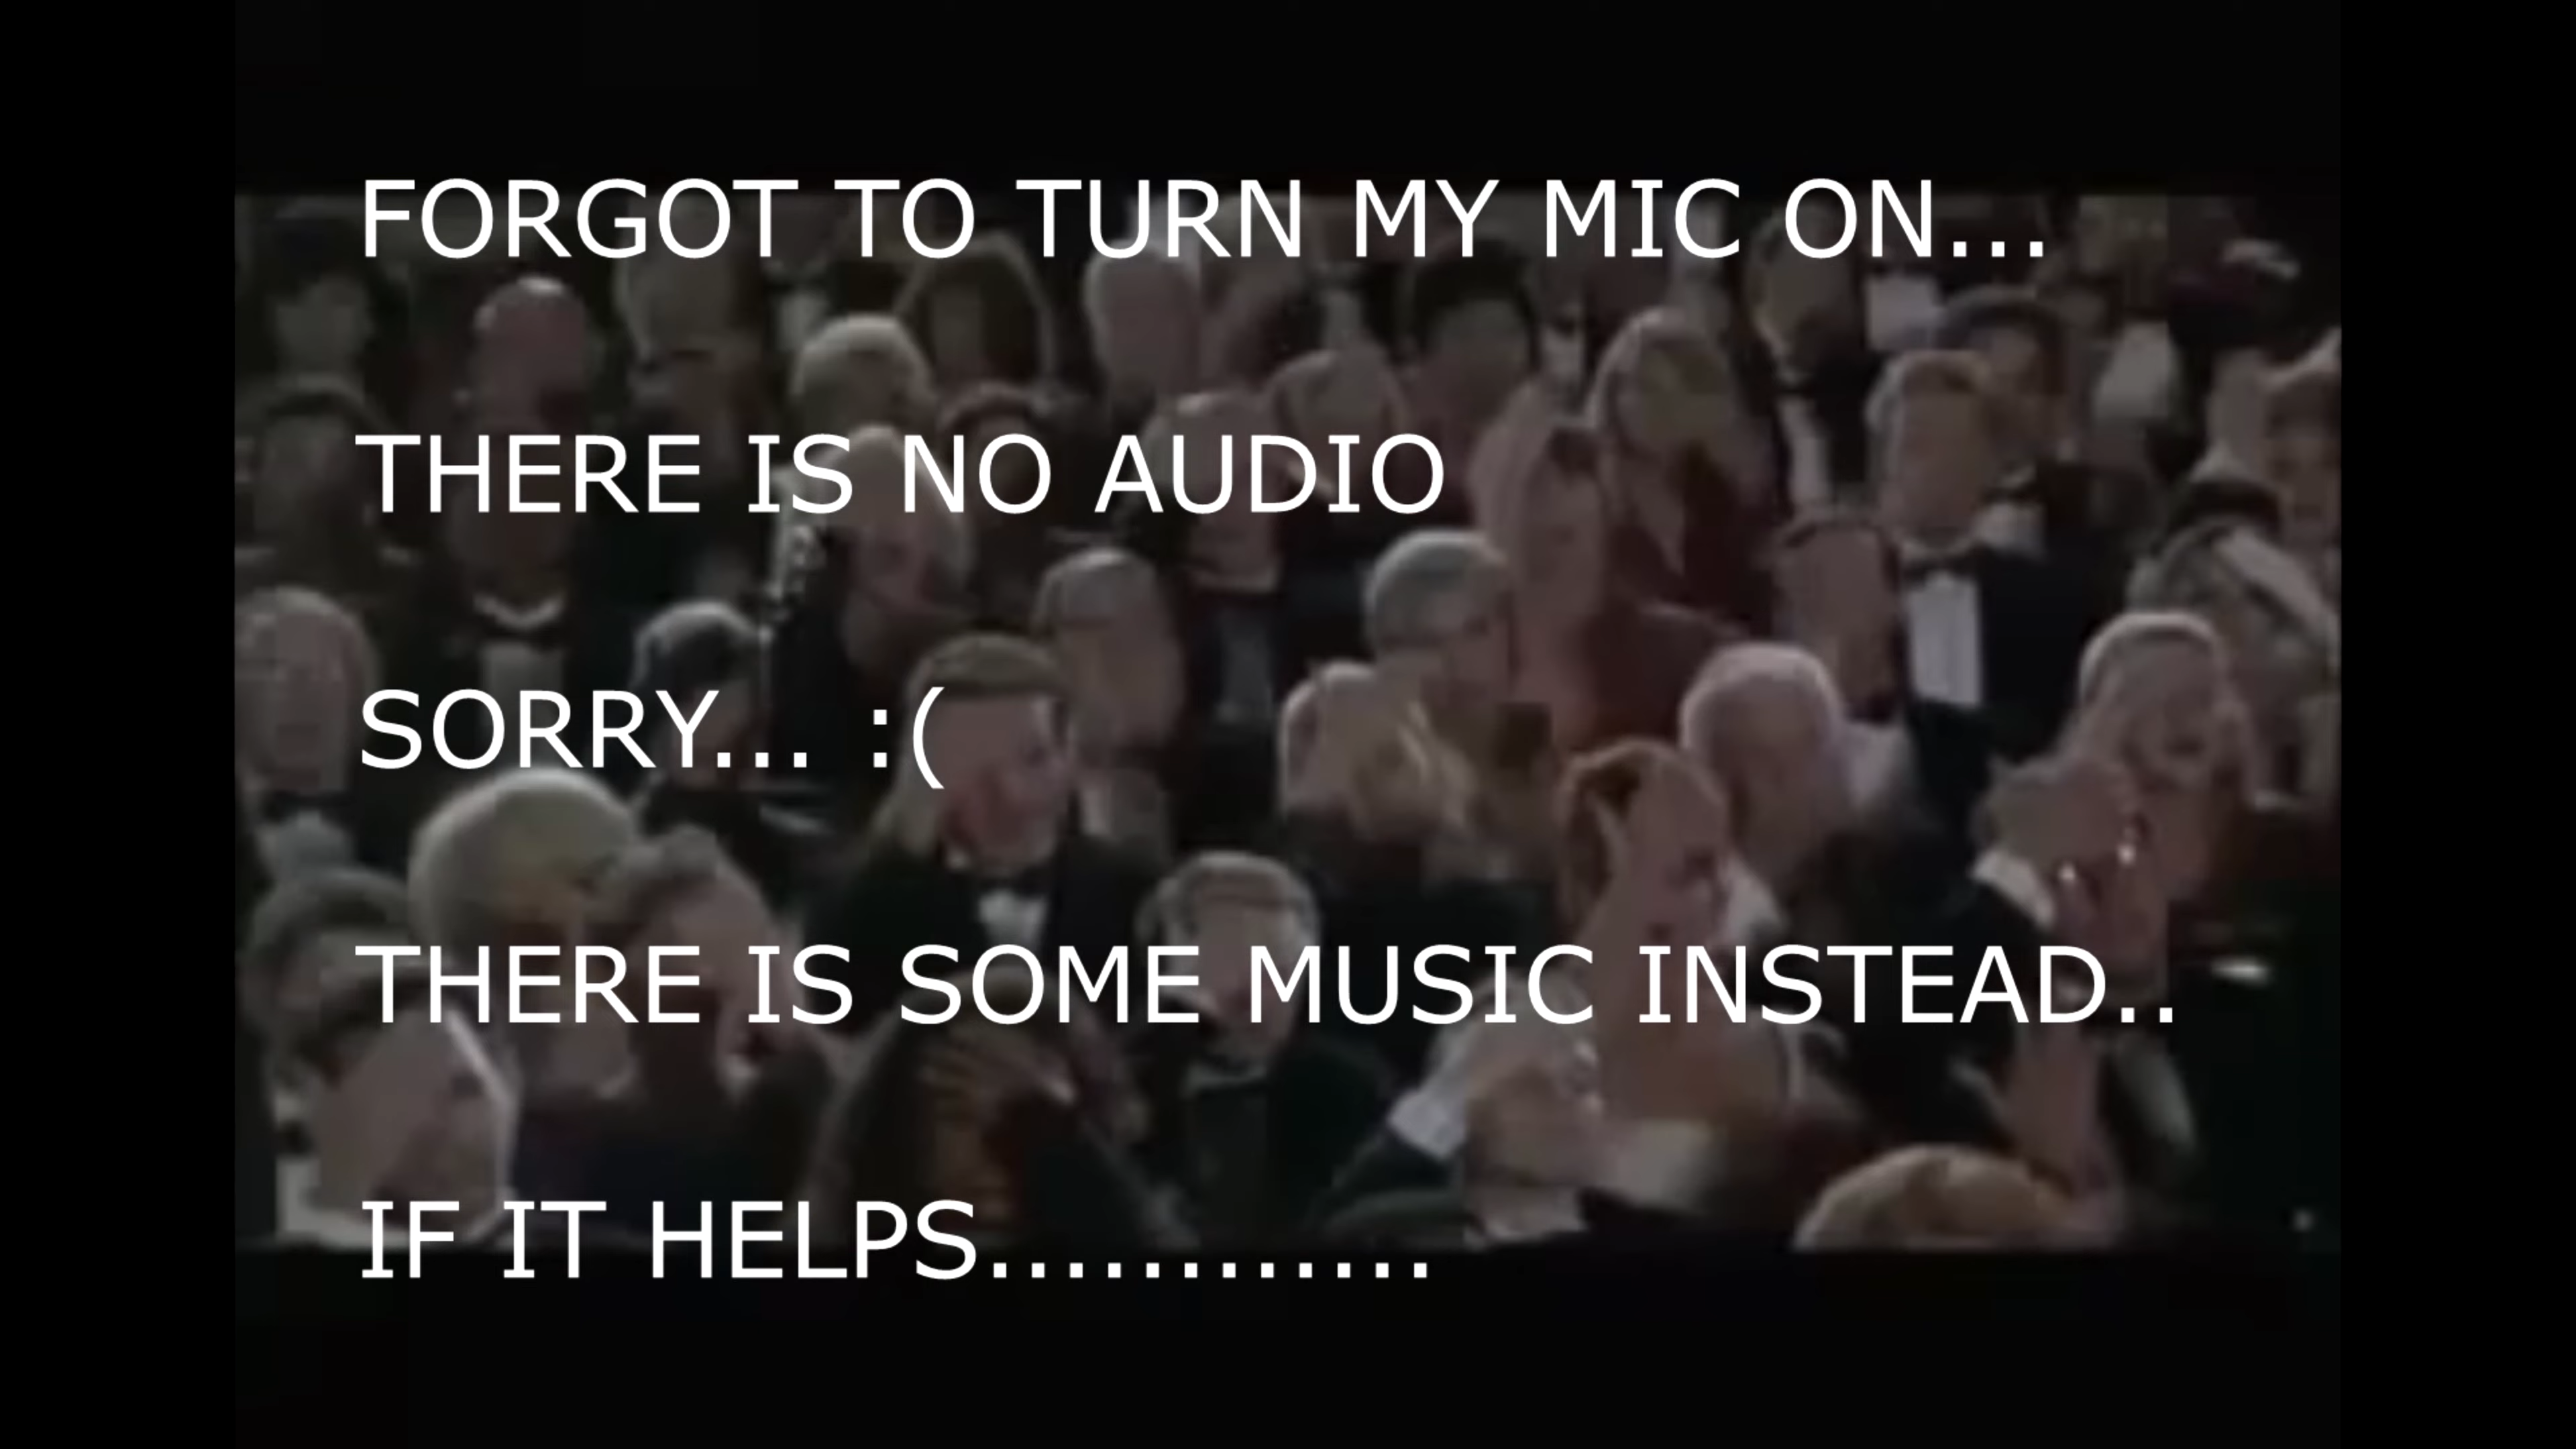 FORGOT TO TURN MY MIC ON...
THERE IS NO AUDIO
SORRY... :(
THERE IS SOME MUSIC INSTEAD..
IF IT HELPS............